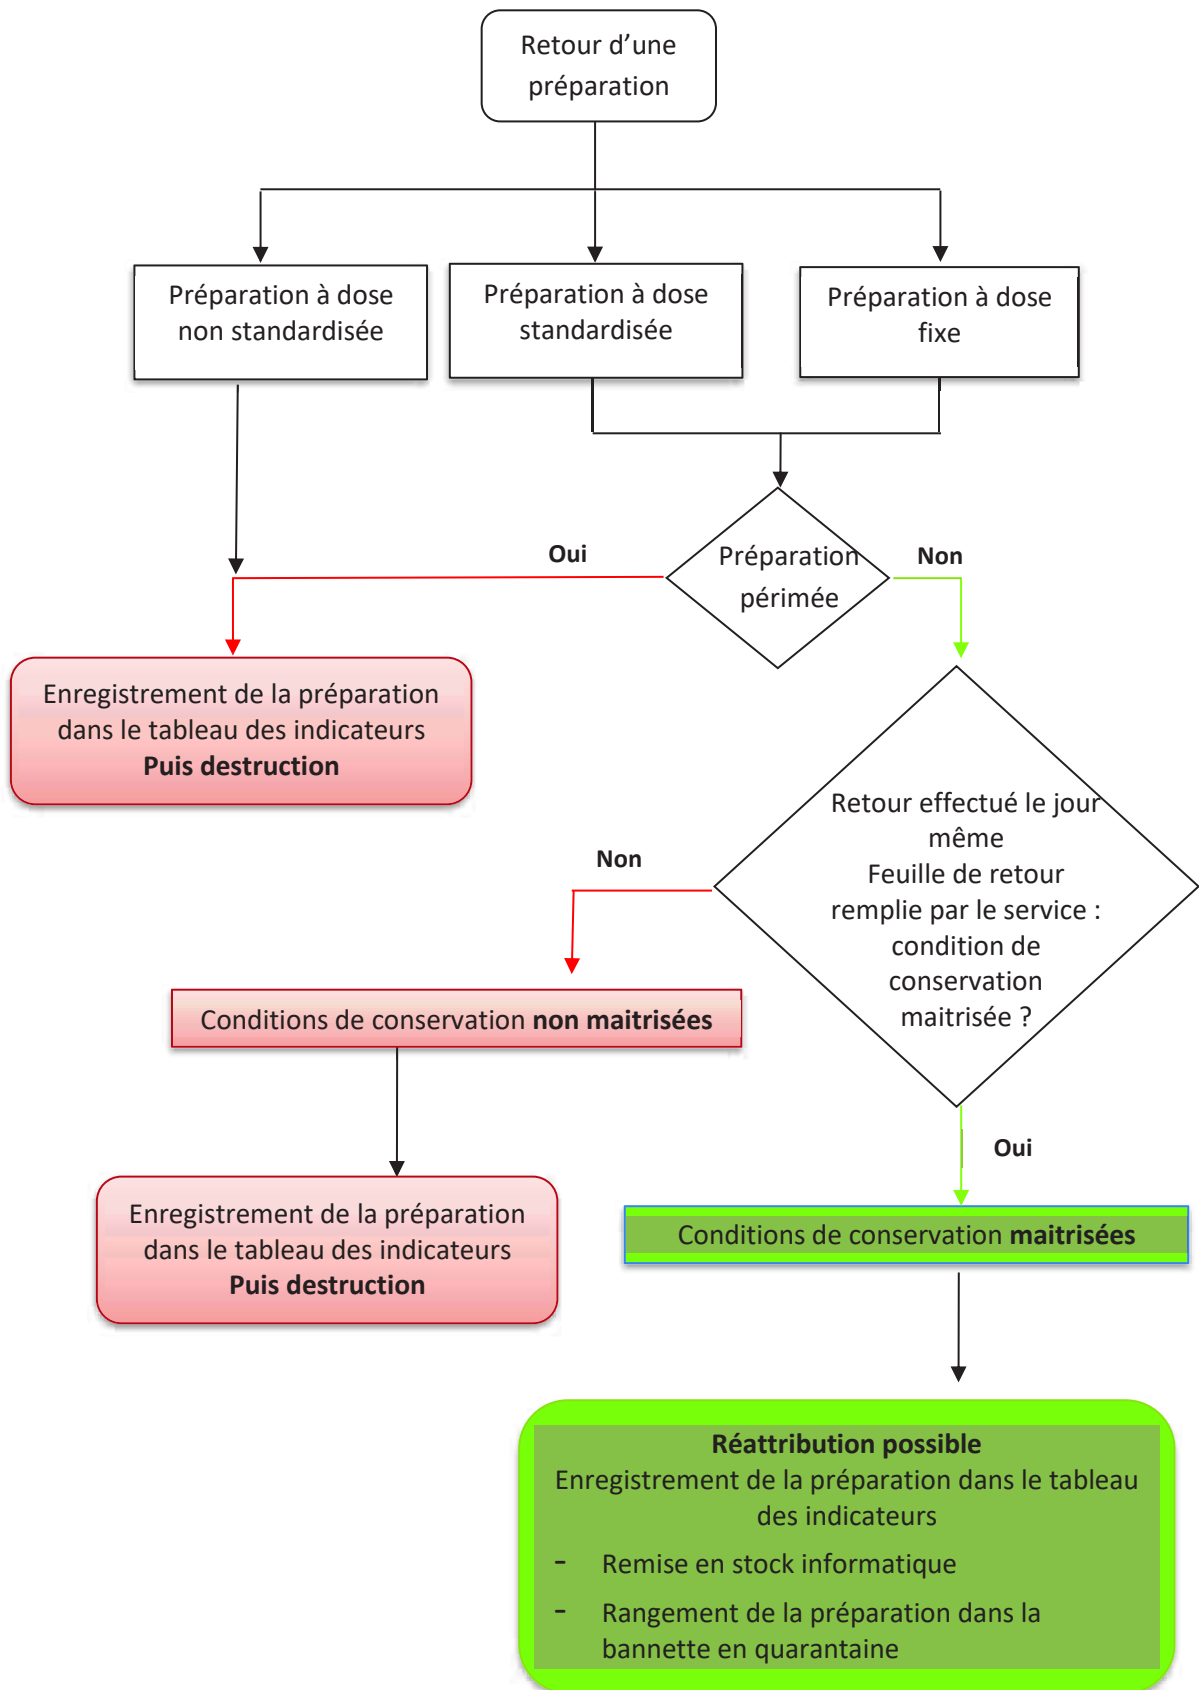 Retour d’une
préparation
Préparation à dose
non standardisée
Préparation à dose
standardisée
Préparation à dose
fixe
Oui
Préparation
périmée
Non
Enregistrement de la préparation
dans le tableau des indicateurs
Puis destruction
Retour effectué le jour
même
Feuille de retour
remplie par le service :
condition de
conservation
maitrisée ?
Non
Conditions de conservation non maitrisées
Oui
Enregistrement de la préparation
dans le tableau des indicateurs
Puis destruction
Conditions de conservation maitrisées
Réattribution possible
Enregistrement de la préparation dans le tableau
des indicateurs
- Remise en stock informatique
- Rangement de la préparation dans la
bannette en quarantaine